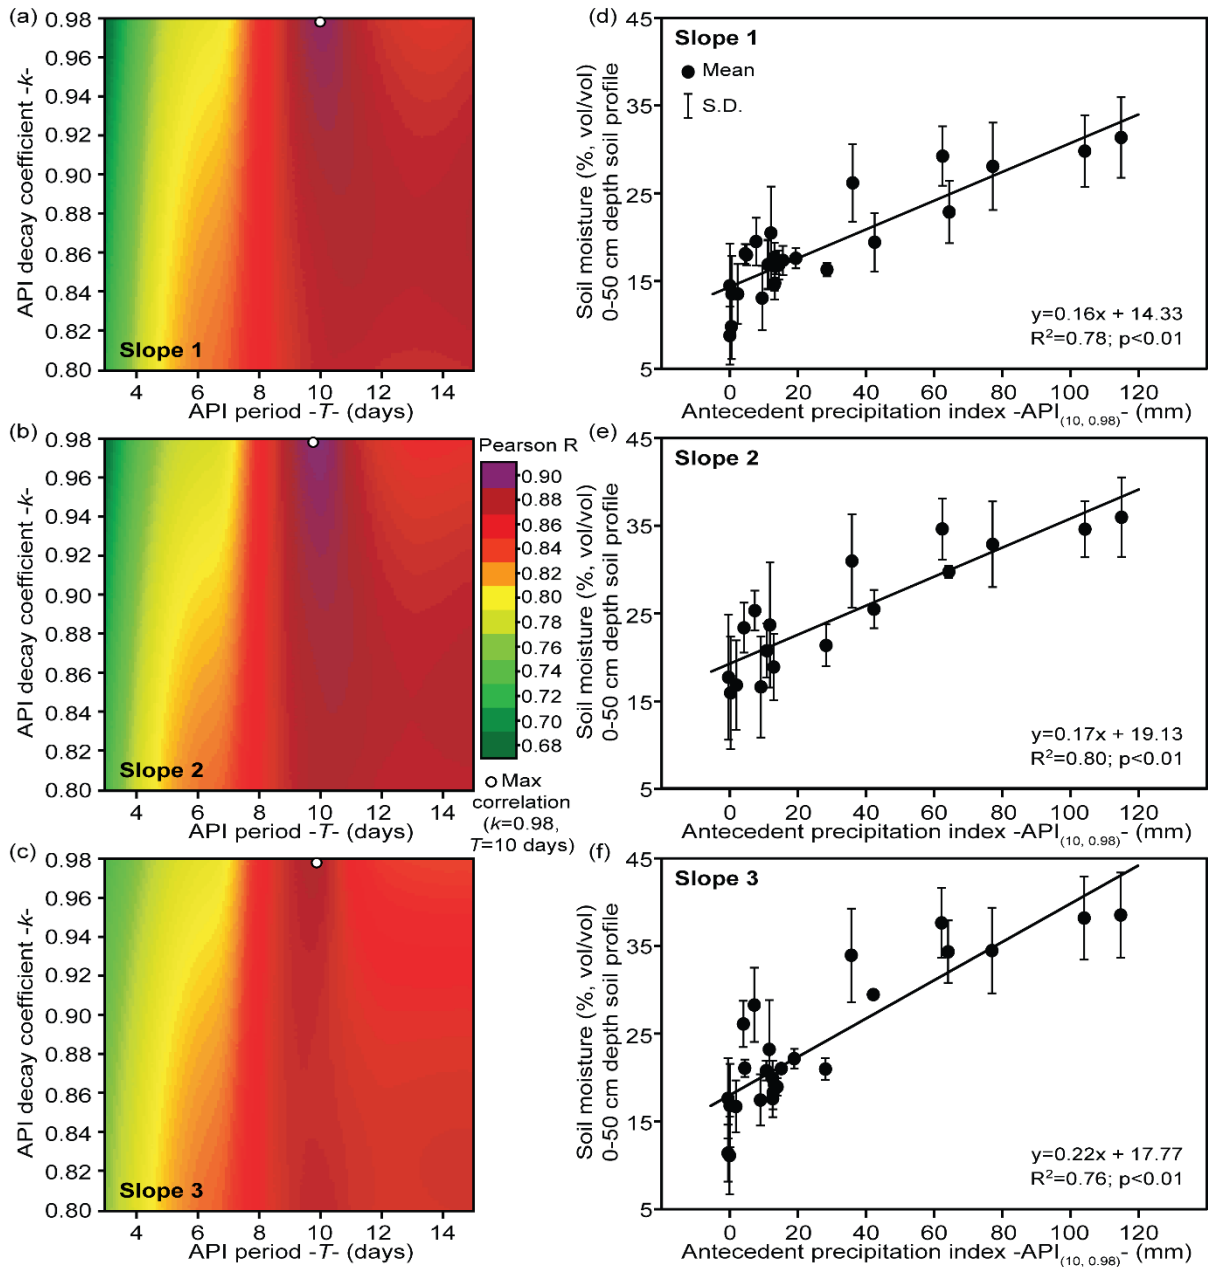 (a)
0.98
0.96
0.94
0.92
0.90
0.88
0.86
0.84
0.82
0.80
API decay coefficient -k-
Slope 1
4 6 8 10 12 14
API period -T- (days)
(b)
0.98
0.96
0.94
0.92
0.90
0.88
0.86
0.84
0.82
0.80
API decay coefficient -k-
Slope 2
4 6 8 10 12 14
API period -T- (days)
Pearson R
0.90
0.88
0.86
0.84
0.82
0.80
0.78
0.76
0.74
0.72
0.70
0.68
Max
correlation
(k=0.98,
T=10 days)
(c)
0.98
0.96
0.94
0.92
0.90
0.88
0.86
0.84
0.82
0.80
API decay coefficient -k-
Slope 3
4 6 8 10 12 14
API period -T- (days)
(d)
45
35
25
15
5
Soil moisture (%, vol/vol)
0-50 cm depth soil profile
Slope 1
Mean
S.D.
y=0.16x + 14.33
R²=0.78; p<0.01
0 20 40 60 80 100 120
Antecedent precipitation index -API(10, 0.98)- (mm)
(e)
45
35
25
15
5
Soil moisture (%, vol/vol)
0-50 cm depth soil profile
Slope 2
y=0.17x + 19.13
R²=0.80; p<0.01
0 20 40 60 80 100 120
Antecedent precipitation index -API(10, 0.98)- (mm)
(f)
45
35
25
15
5
Soil moisture (%, vol/vol)
0-50 cm depth soil profile
Slope 3
y=0.22x + 17.77
R²=0.76; p<0.01
0 20 40 60 80 100 120
Antecedent precipitation index -API(10, 0.98)- (mm)